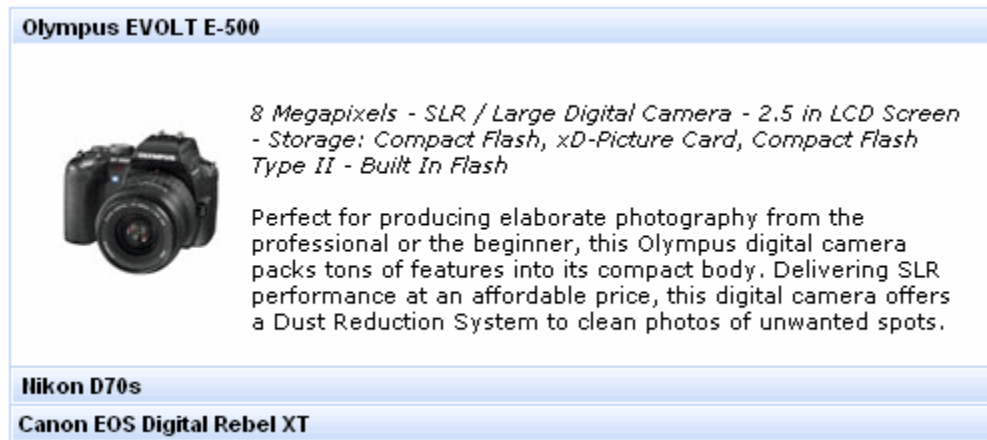 Olympus EVOLT E-500
8 Megapixels - SLR / Large Digital Camera - 2.5 in LCD Screen
- Storage: Compact Flash, xD-Picture Card, Compact Flash
Type II - Built In Flash
OLYMPUS
Perfect for producing elaborate photography from the
professional or the beginner, this Olympus digital camera
packs tons of features into its compact body. Delivering SLR
performance at an affordable price, this digital camera offers
a Dust Reduction System to clean photos of unwanted spots.
Nikon D70s
Canon EOS Digital Rebel XT